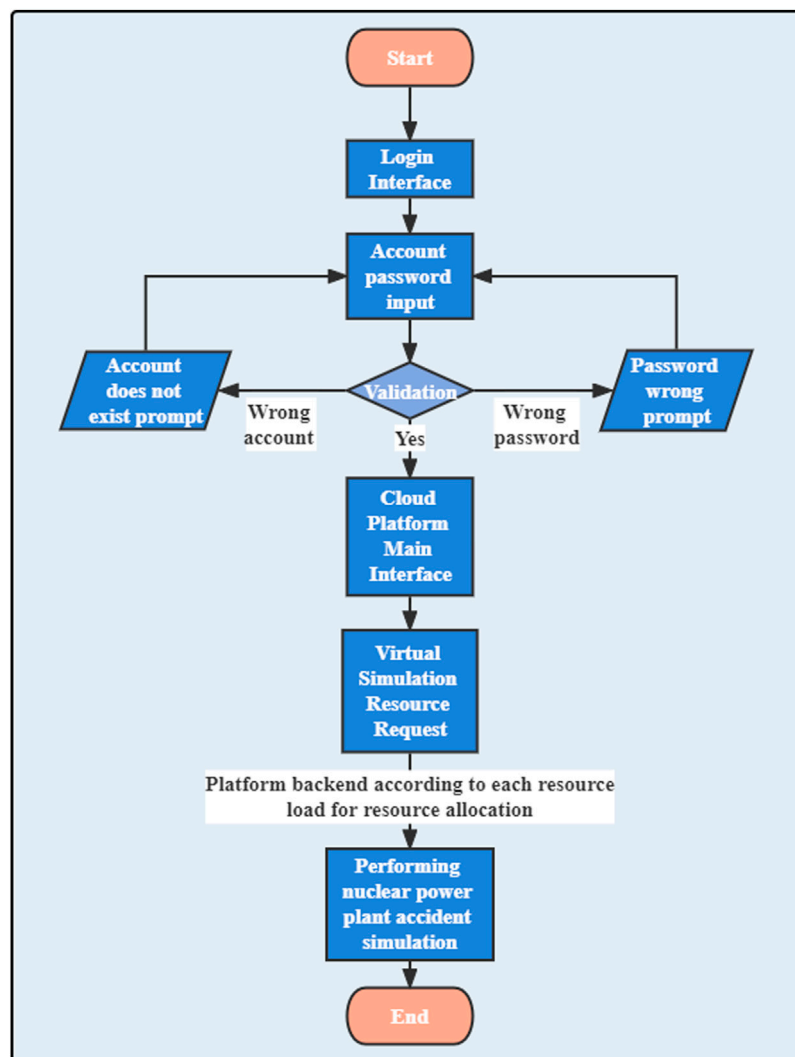 Start
Login
Interface
Account
password
input
Account
does not
exist prompt
Validation
Password
wrong
prompt
Wrong
account
Yes
Wrong
password
Cloud
Platform
Main
Interface
Virtual
Simulation
Resource
Request
Platform backend according to each resource
load for resource allocation
Performing
nuclear power
plant accident
simulation
End